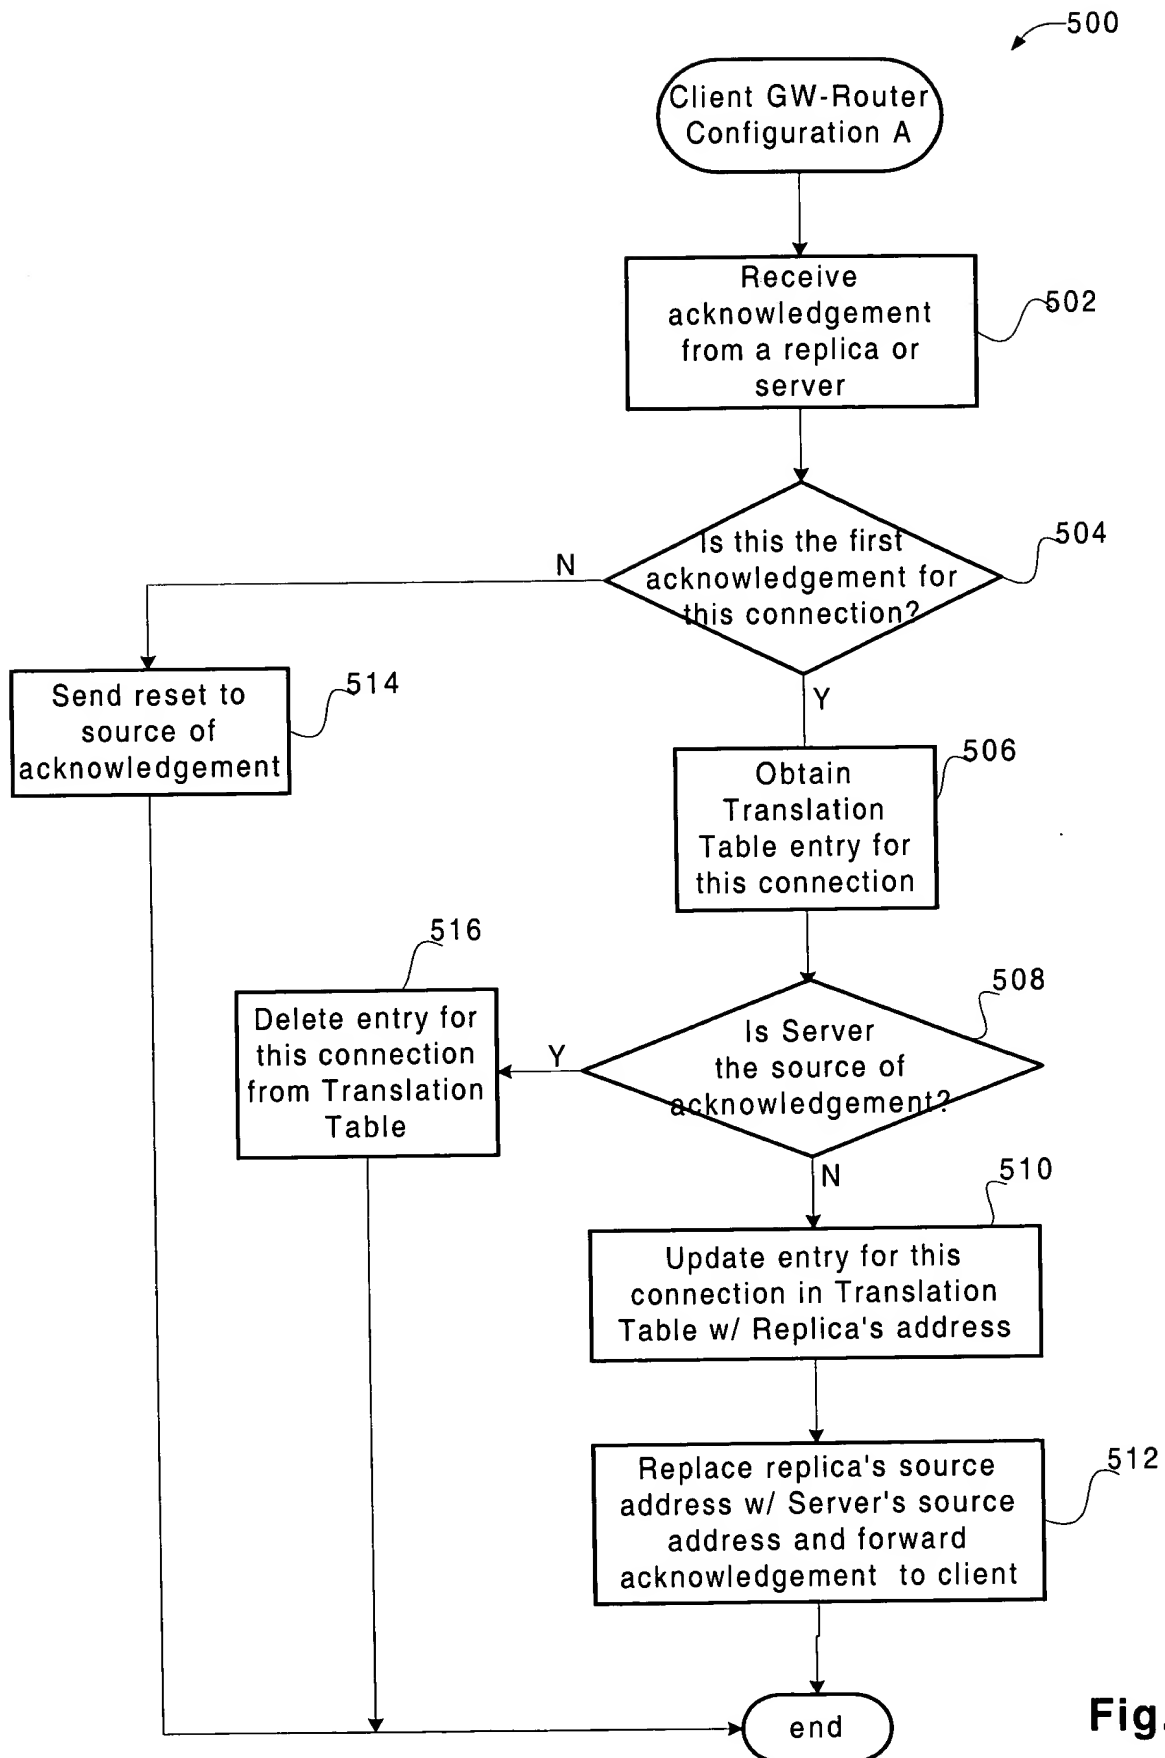 500
Client GW-Router
Configuration A
Receive
acknowledgement
from a replica or
server
502
Is this the first
acknowledgement for
this connection?
504
N
Y
Send reset to
source of
acknowledgement
514
Obtain
Translation
Table entry for
this connection
506
516
Delete entry for
this connection
from Translation
Table
Y
Is Server
the source of
acknowledgement?
508
N
510
Update entry for this
connection in Translation
Table w/ Replica's address
Replace replica's source
address w/ Server's source
address and forward
acknowledgement to client
512
end
Fig.